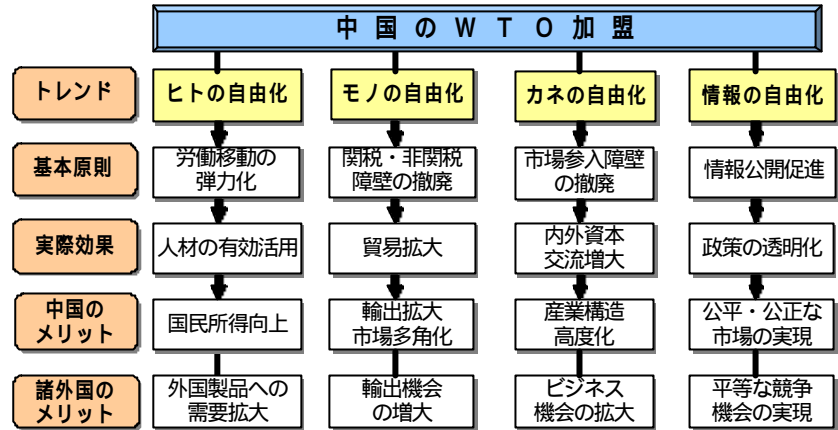 中国のWTO加盟
トレンド
ヒトの自由化
モノの自由化
カネの自由化
情報の自由化
基本原則
労働移動の
弾力化
関税・非関税
障壁の撤廃
市場参入障壁
の撤廃
情報公開促進
実際効果
人材の有効活用
貿易拡大
内外資本
交流増大
政策の透明化
中国の
メリット
国民所得向上
輸出拡大
市場多角化
産業構造
高度化
公平・公正な
市場の実現
諸外国の
メリット
外国製品への
需要拡大
輸出機会
の増大
ビジネス
機会の拡大
平等な競争
機会の実現